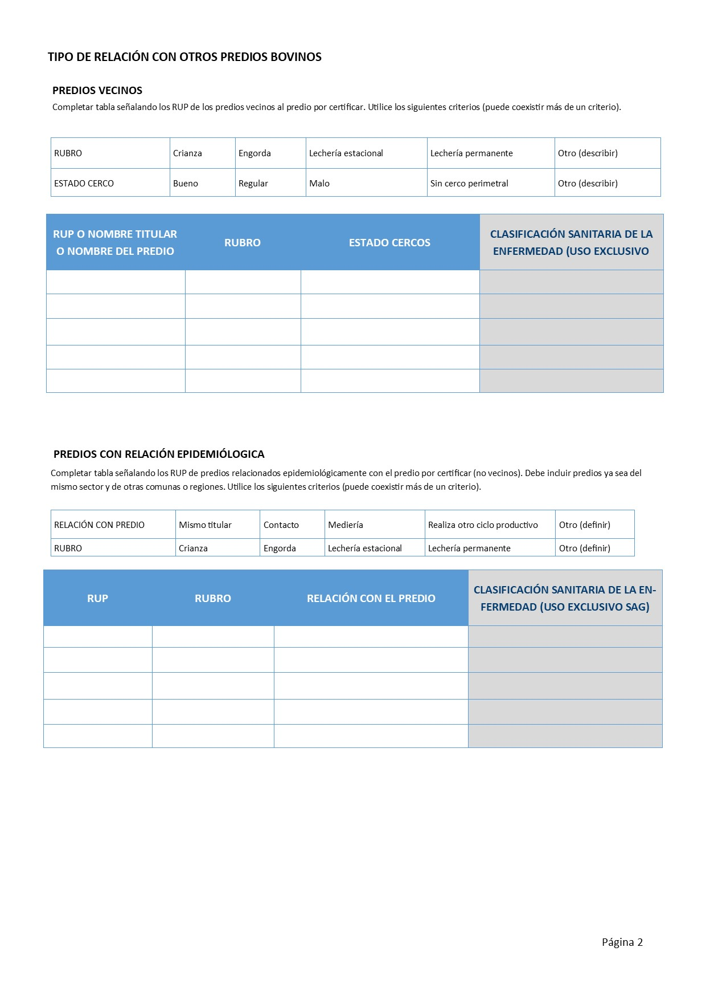 TIPO DE RELACIÓN CON OTROS PREDIOS BOVINOS
PREDIOS VECINOS
Completar tabla señalando los RUP de los predios vecinos al predio por certificar. Utilice los siguientes criterios (puede coexistir más de un criterio).
RUBRO Crianza Engorda Lechería estacional Lechería permanente Otro (describir)
ESTADO CERCO Bueno Regular Malo Sin cerco perimetral Otro (describir)
RUP O NOMBRE TITULAR
O NOMBRE DEL PREDIO
RUBRO
ESTADO CERCOS
CLASIFICACIÓN SANITARIA DE LA
ENFERMEDAD (USO EXCLUSIVO
PREDIOS CON RELACIÓN EPIDEMIÓLOGICA
Completar tabla señalando los RUP de predios relacionados epidemiológicamente con el predio por certificar (no vecinos). Debe incluir predios ya sea del
mismo sector y de otras comunas o regiones. Utilice los siguientes criterios (puede coexistir más de un criterio).
RELACIÓN CON PREDIO Mismo titular Contacto Mediería Realiza otro ciclo productivo Otro (definir)
RUBRO Crianza Engorda Lechería estacional Lechería permanente Otro (definir)
RUP
RUBRO
RELACIÓN CON EL PREDIO
CLASIFICACIÓN SANITARIA DE LA EN-
FERMEDAD (USO EXCLUSIVO SAG)
Página 2